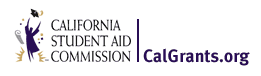 CALIFORNIA
STUDENT AID
COMMISSION
CalGrants.org